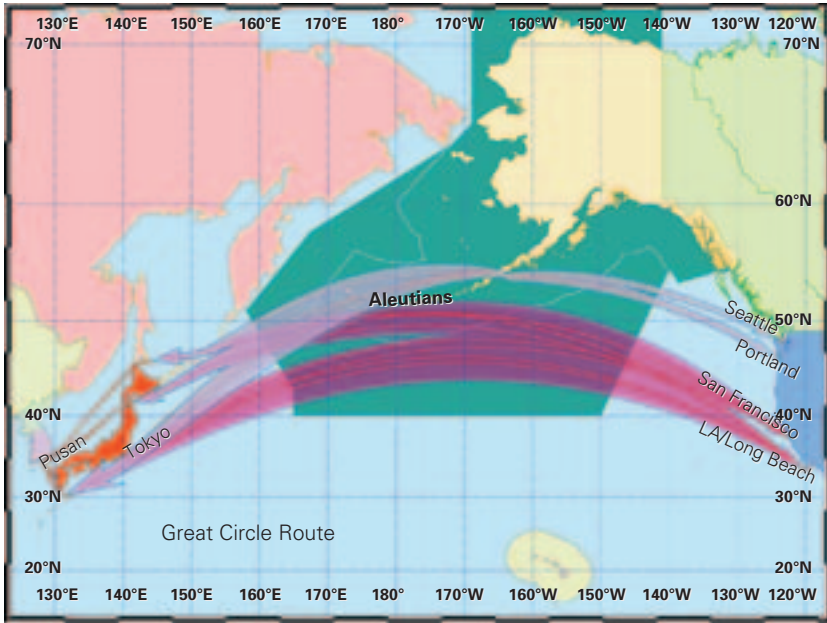 130°E 140°E 150°E 160°E 170°E 180° 170°W 160°W 150°W 140°W 130°W 120°W
70°N 70°N
60°N
Aleutians
Seattle
50°N 50°N
Portland
San Francisco
40°N 40°N
Pusan
Tokyo
LA/Long Beach
30°N 30°N
Great Circle Route
20°N 20°N
130°E 140°E 150°E 160°E 170°E 180° 170°W 160°W 150°W 140°W 130°W 120°W